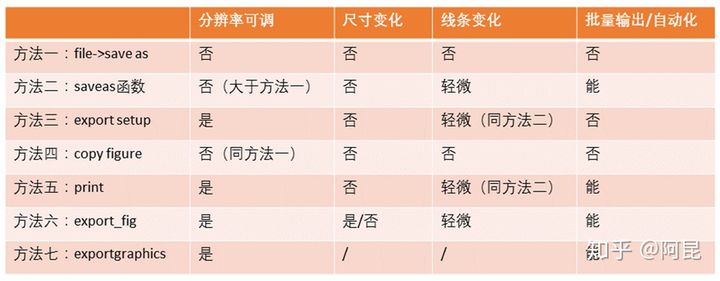 分辨率可调 尺寸变化 线条变化 批量输出/自动化
方法一：file->save as 否 否 否 否
方法二：saveas函数 否（大于方法一） 否 轻微 能
方法三：export setup 是 否 轻微（同方法二） 否
方法四：copy figure 否（同方法一） 否 否 否
方法五：print 是 否 轻微（同方法二） 能
方法六：export_fig 是 是/否 轻微 能
方法七：exportgraphics 是 / / 能
知乎 @阿昆